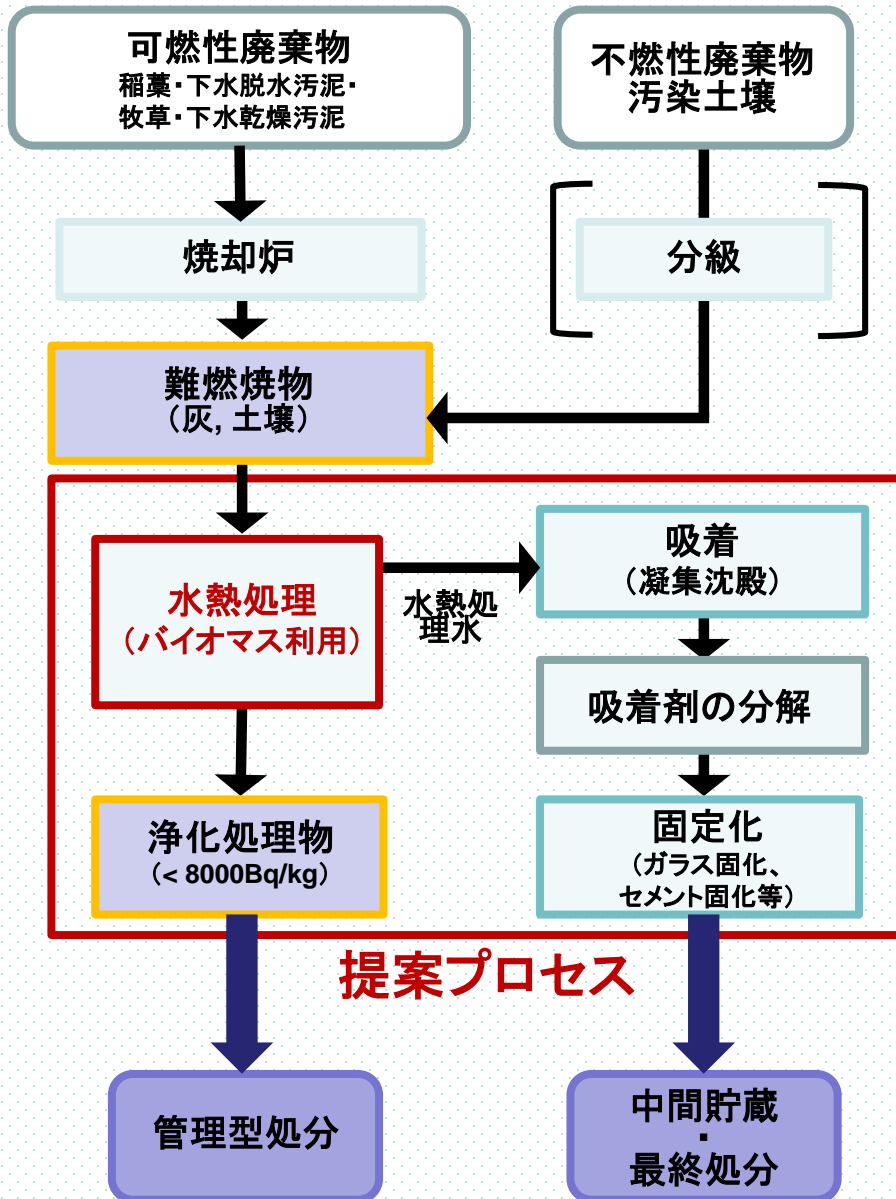 可燃性廃棄物
稲藁・下水脱水汚泥・
牧草・下水乾燥汚泥
不燃性廃棄物
汚染土壌
焼却炉
分級
難燃焼物
（灰, 土壌）
水熱処理
（バイオマス利用）
水熱処
理水
吸着
（凝集沈殿）
吸着剤の分解
浄化処理物
（< 8000Bq/kg）
固定化
（ガラス固化、
セメント固化等）
提案プロセス
管理型処分
中間貯蔵
・
最終処分